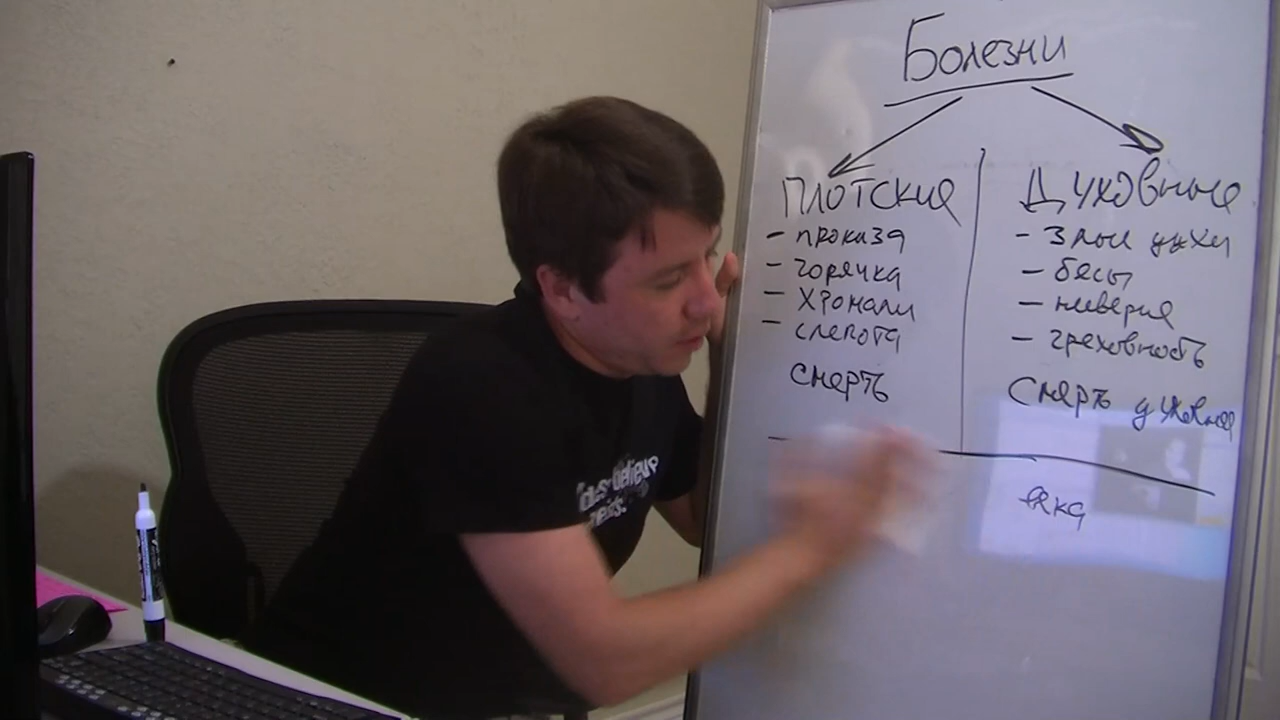 Болезни
Плотские
- проказа
- горячка
- хромали
- слепота
смерть
Духовные
- злые духи
- бесы
- неверие
- греховность
Смерть духовная